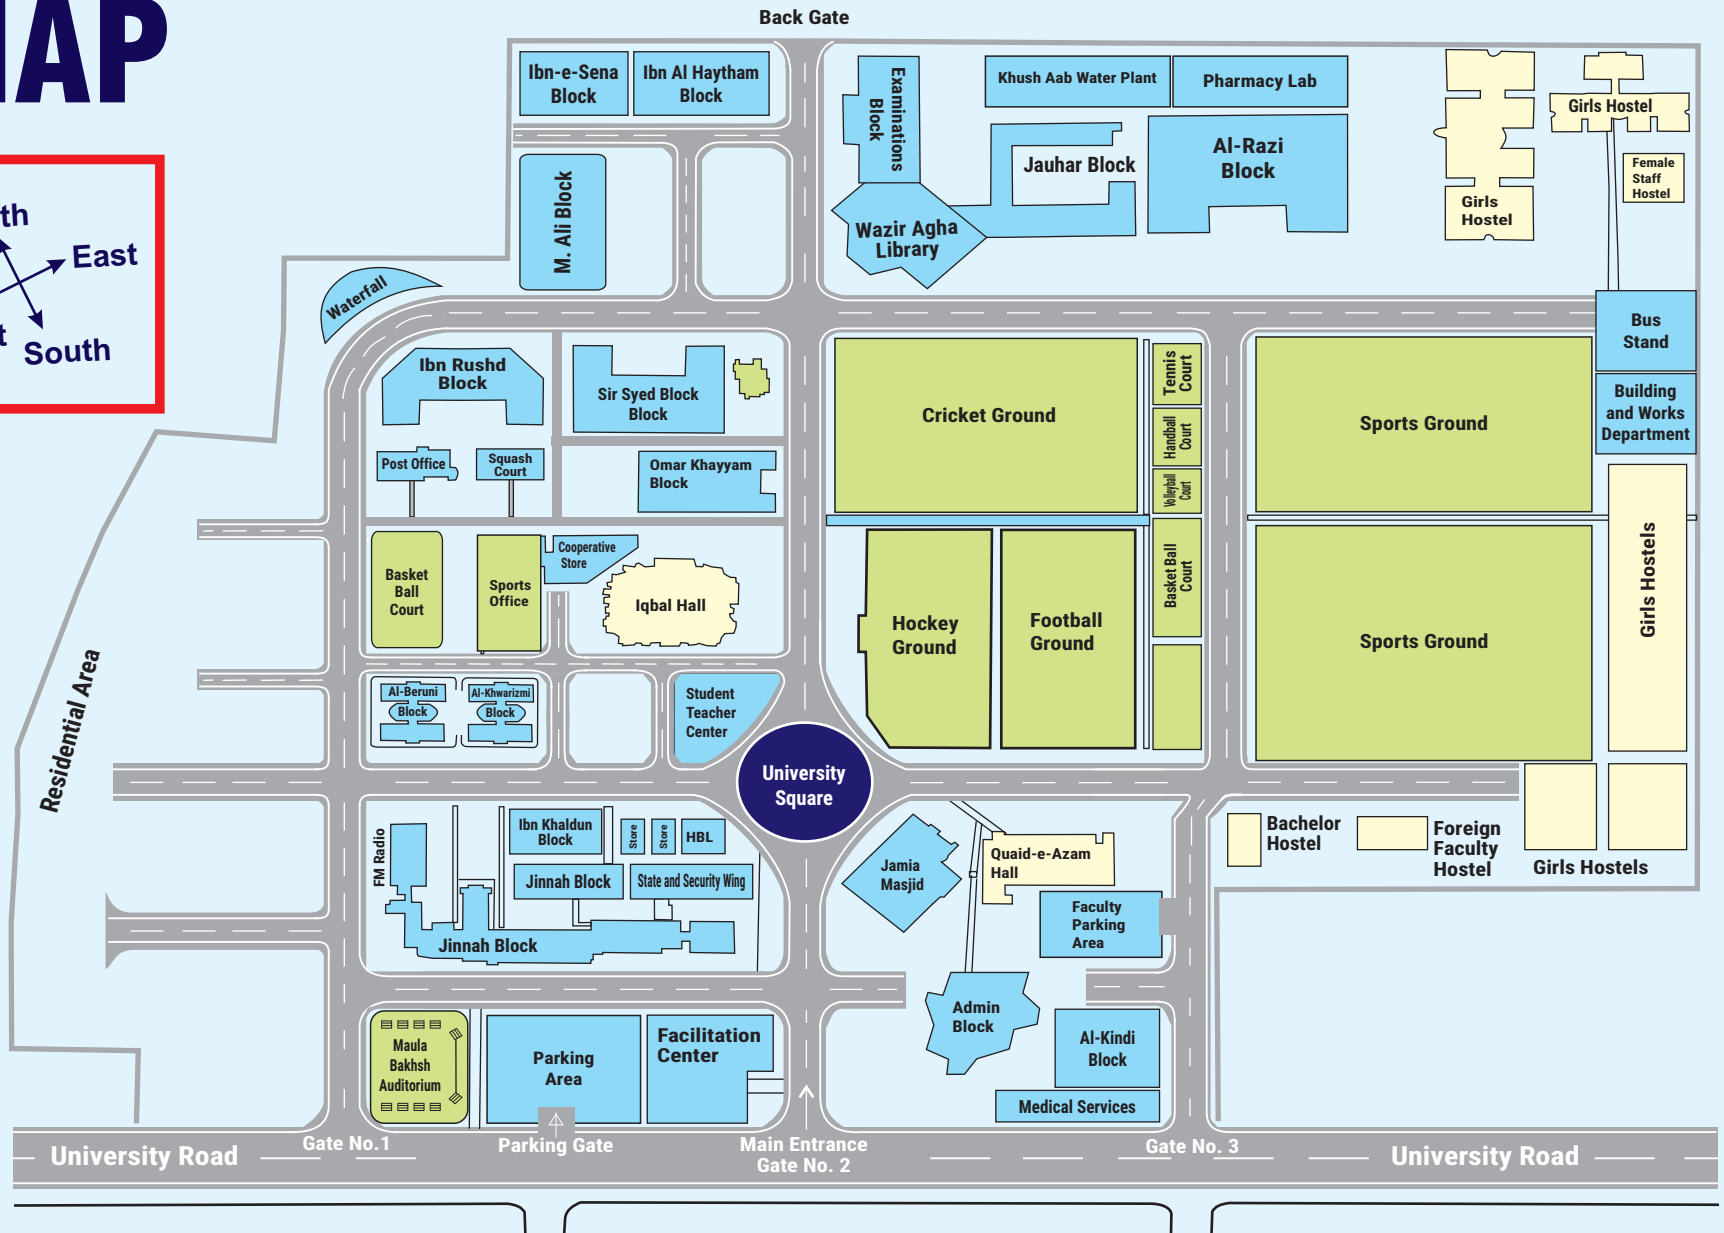 MAP
Back Gate
th
East
t
South
Ibn-e-Sena
Block
Ibn Al Haytham
Block
M. Ali Block
Waterfall
Examinations
Block
Khush Aab Water Plant
Pharmacy Lab
Jauhar Block
Al-Razi
Block
Wazir Agha
Library
Girls
Hostel
Girls Hostel
Female
Staff
Hostel
Bus
Stand
Building
and Works
Department
Ibn Rushd
Block
Sir Syed Block
Block
Post Office
Squash
Court
Omar Khayyam
Block
Cricket Ground
Tennis
Court
Handball
Court
Volleyball
Court
Basket Ball
Court
Sports Ground
Sports Ground
Girls Hostels
Basket
Ball
Court
Sports
Office
Cooperative
Store
Iqbal Hall
Hockey
Ground
Football
Ground
Residential Area
Al-Beruni
Block
Al-Khwarizmi
Block
Student
Teacher
Center
University
Square
FM Radio
Ibn Khaldun
Block
Store
Store
HBL
Jinnah Block
State and Security Wing
Jinnah Block
Jamia
Masjid
Quaid-e-Azam
Hall
Faculty
Parking
Area
Bachelor
Hostel
Foreign
Faculty
Hostel
Girls Hostels
Maula
Bakhsh
Auditorium
Parking
Area
Facilitation
Center
Admin
Block
Al-Kindi
Block
Medical Services
University Road
Gate No.1
Parking Gate
Main Entrance
Gate No. 2
Gate No. 3
University Road